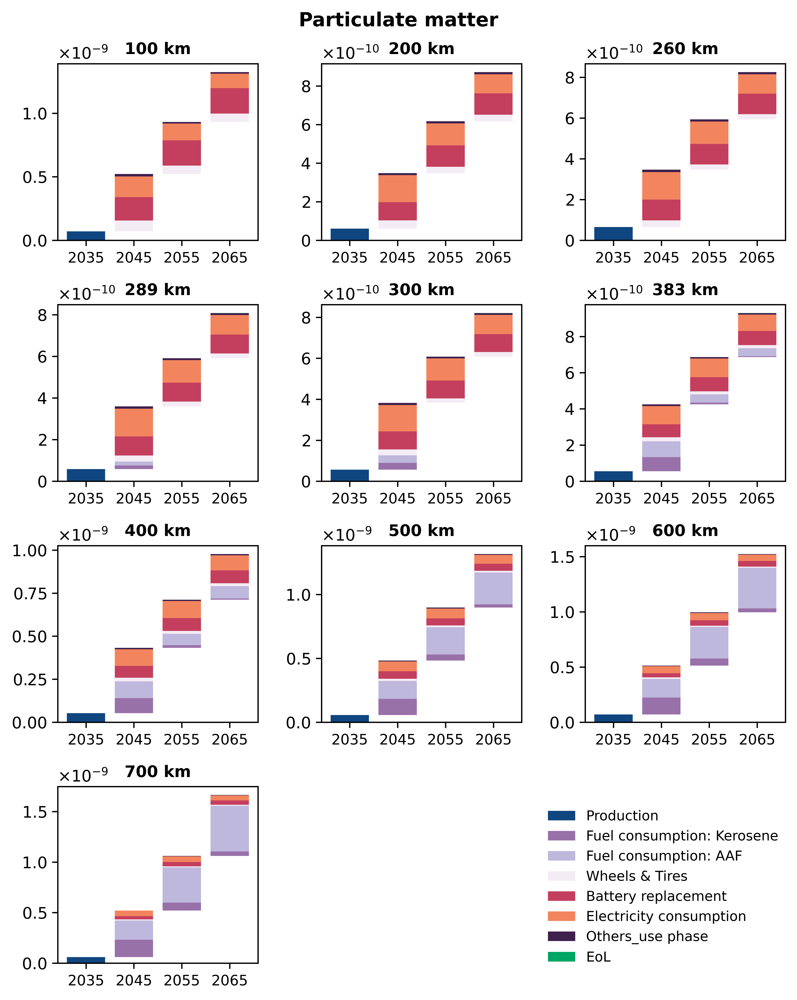 Particulate matter
×10⁻⁹ 100 km
1.0
0.5
0.0
2035 2045 2055 2065
×10⁻¹⁰ 200 km
8
6
4
2
0
2035 2045 2055 2065
×10⁻¹⁰ 260 km
8
6
4
2
0
2035 2045 2055 2065
×10⁻¹⁰ 289 km
8
6
4
2
0
2035 2045 2055 2065
×10⁻¹⁰ 300 km
8
6
4
2
0
2035 2045 2055 2065
×10⁻¹⁰ 383 km
8
6
4
2
0
2035 2045 2055 2065
×10⁻⁹ 400 km
1.00
0.75
0.50
0.25
0.00
2035 2045 2055 2065
×10⁻⁹ 500 km
1.0
0.5
0.0
2035 2045 2055 2065
×10⁻⁹ 600 km
1.5
1.0
0.5
0.0
2035 2045 2055 2065
×10⁻⁹ 700 km
1.5
1.0
0.5
0.0
2035 2045 2055 2065
Production
Fuel consumption: Kerosene
Fuel consumption: AAF
Wheels & Tires
Battery replacement
Electricity consumption
Others_use phase
EoL